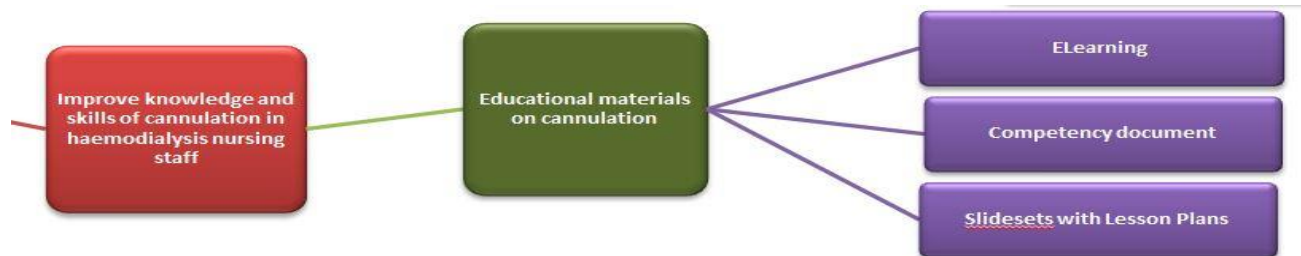 Improve knowledge and
skills of cannulation in
haemodialysis nursing
staff
Educational materials
on cannulation
ELearning
Competency document
Slidesets with Lesson Plans